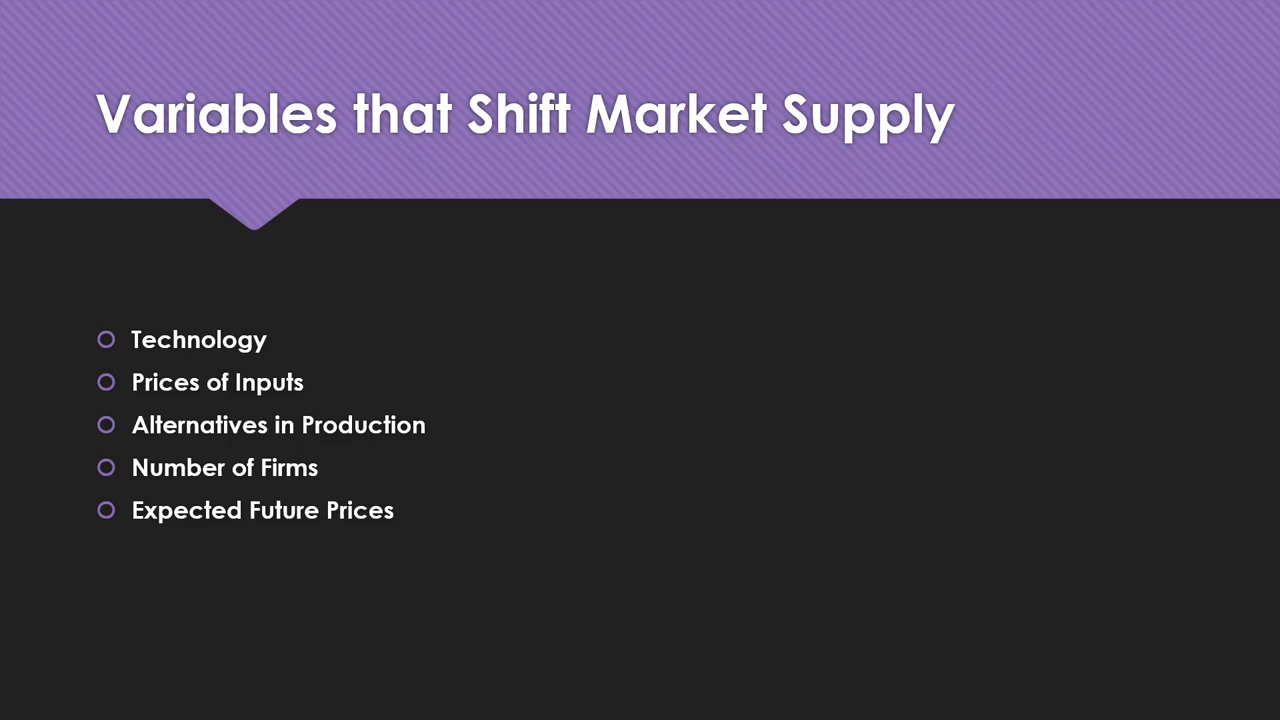 Variables that Shift Market Supply
Technology
Prices of Inputs
Alternatives in Production
Number of Firms
Expected Future Prices